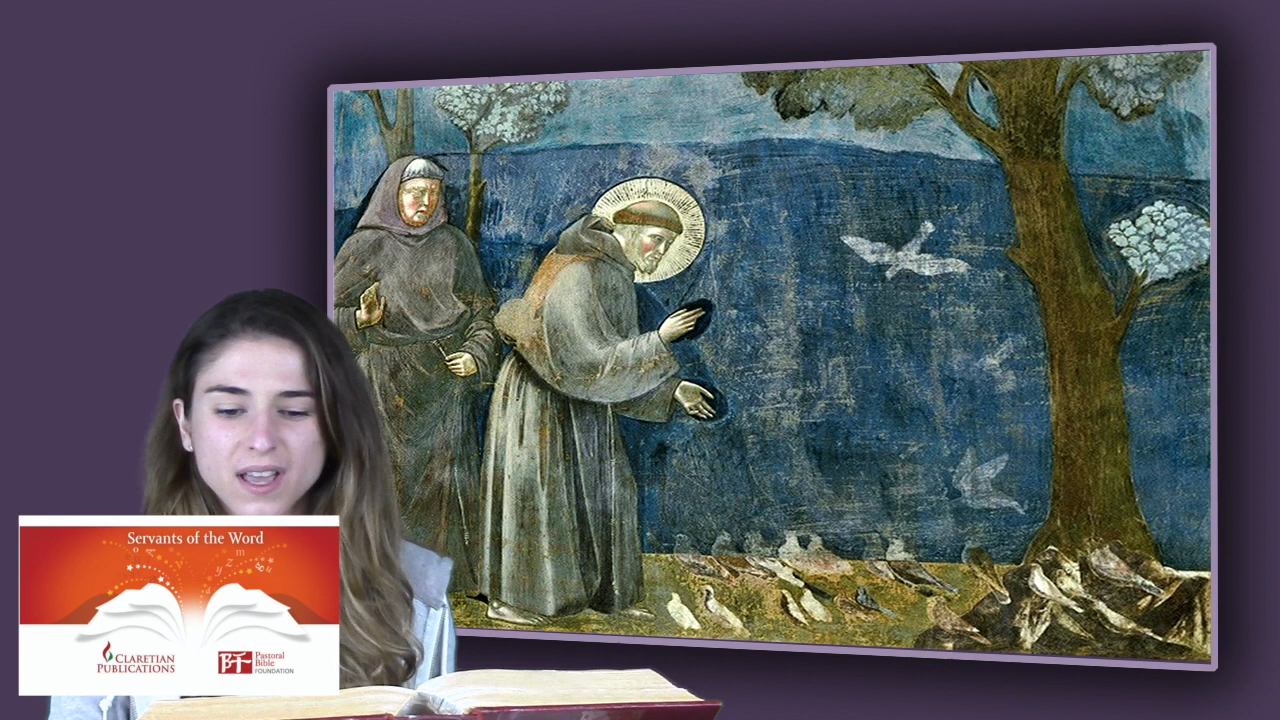 Servants of the Word
o
m
y z
CLARETIAN
PUBLICATIONS
Pastoral
Bible
FOUNDATION